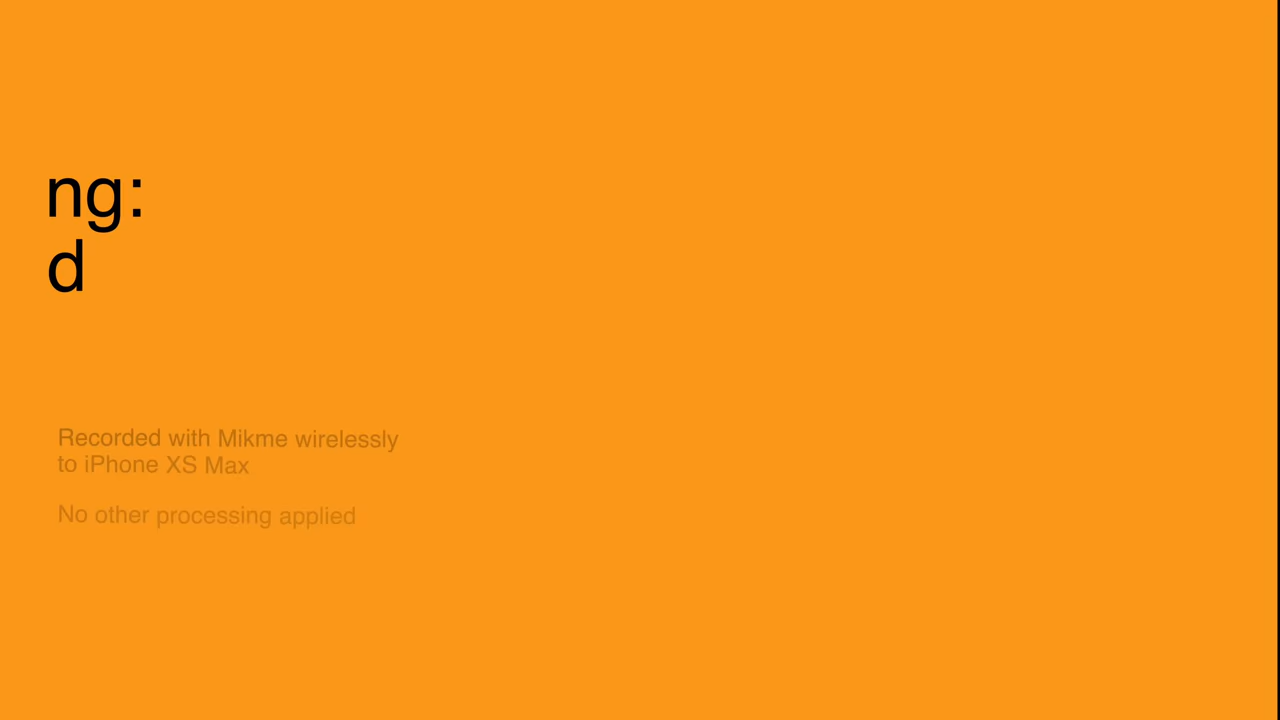 ng:
d
Recorded with Mikme wirelessly
to iPhone XS Max
No other processing applied